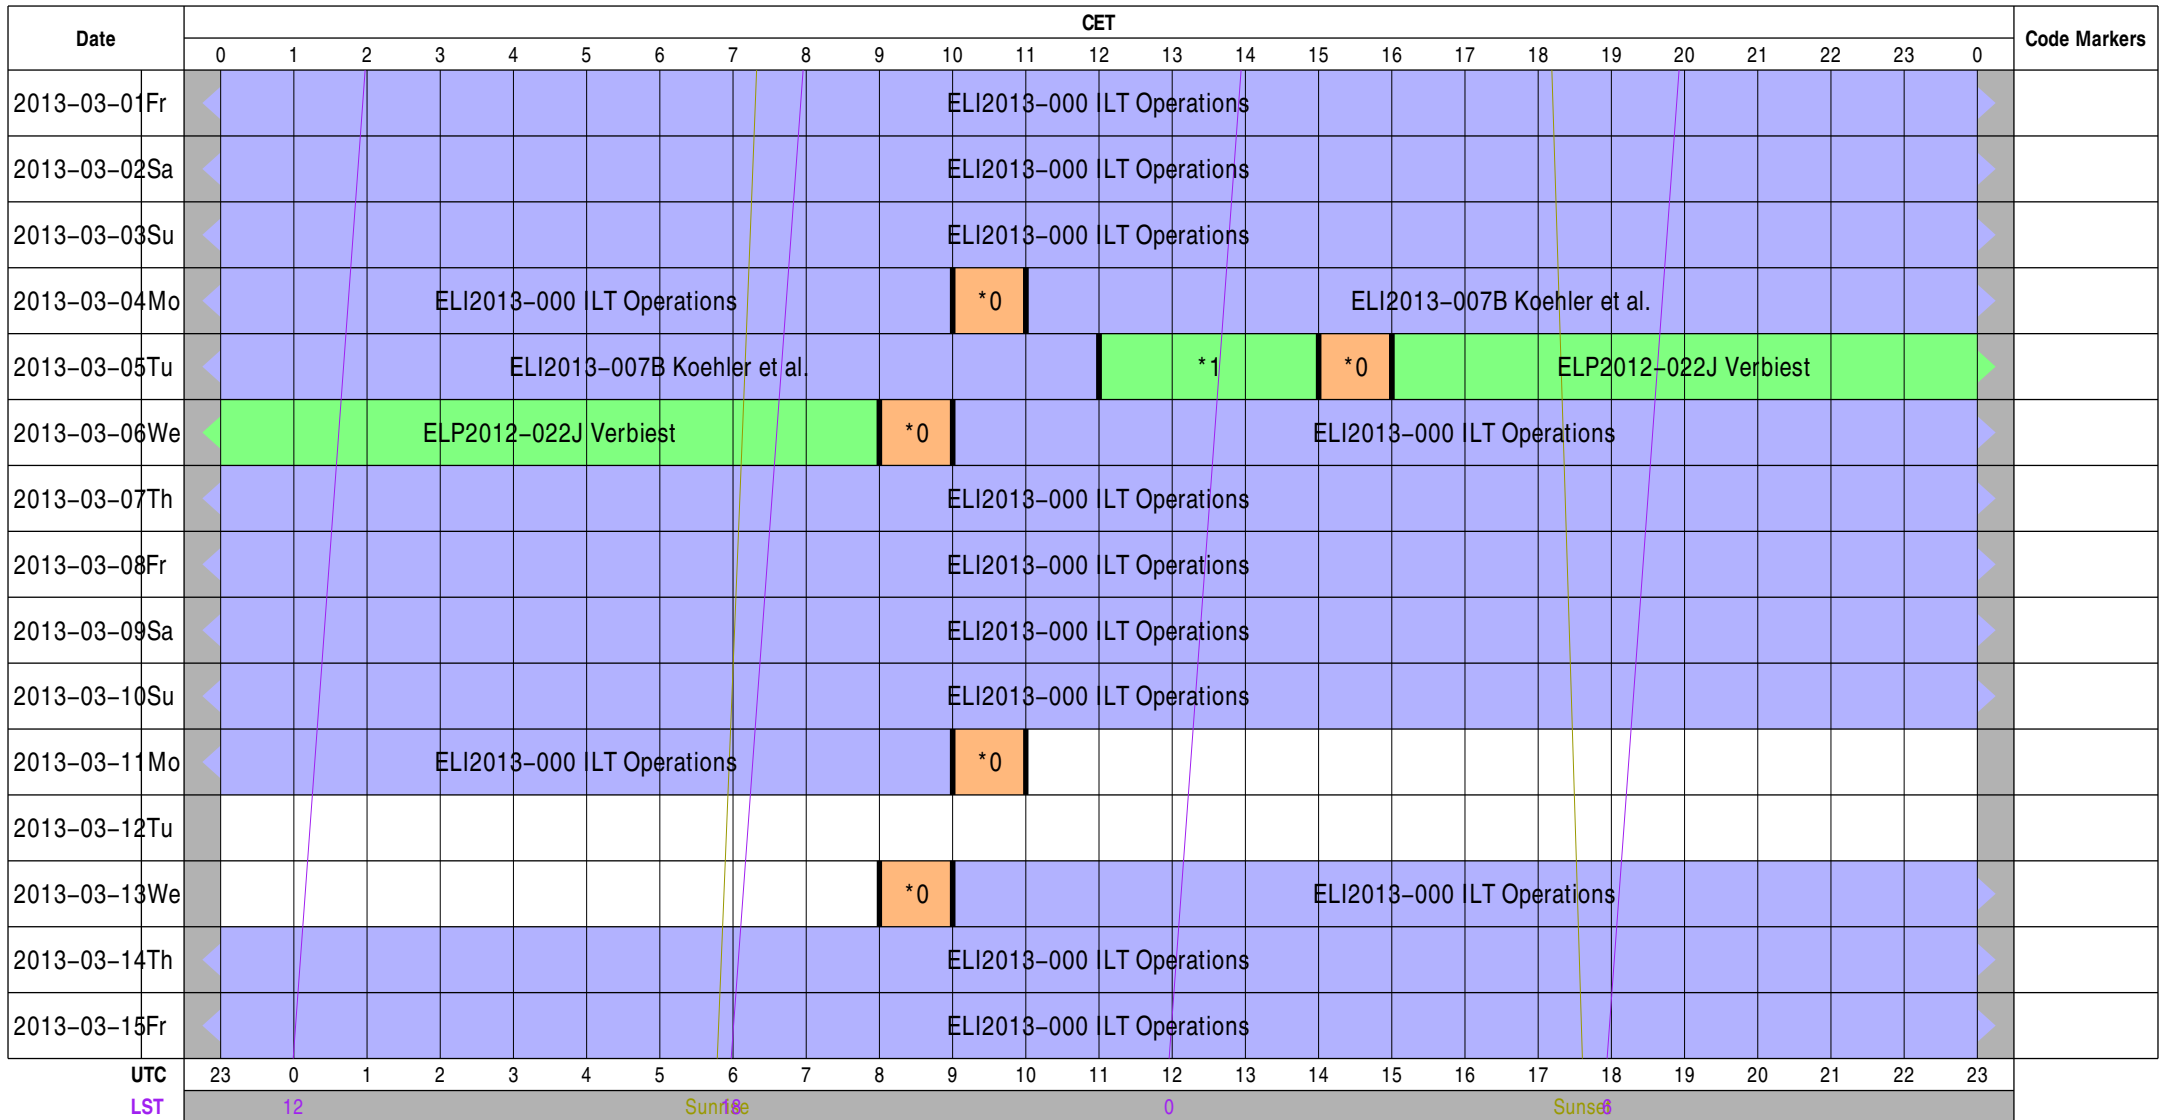 CET
Date
Code Markers
0 1 2 3 4 5 6 7 8 9 10 11 12 13 14 15 16 17 18 19 20 21 22 23 0
2013-03-01Fr ELI2013-000 ILT Operations
2013-03-02Sa ELI2013-000 ILT Operations
2013-03-03Su ELI2013-000 ILT Operations
2013-03-04Mo ELI2013-000 ILT Operations *0 ELI2013-007B Koehler et al.
2013-03-05Tu ELI2013-007B Koehler et al. *1 *0 ELP2012-022J Verbiest
2013-03-06We ELP2012-022J Verbiest *0 ELI2013-000 ILT Operations
2013-03-07Th ELI2013-000 ILT Operations
2013-03-08Fr ELI2013-000 ILT Operations
2013-03-09Sa ELI2013-000 ILT Operations
2013-03-10Su ELI2013-000 ILT Operations
2013-03-11Mo ELI2013-000 ILT Operations *0
2013-03-12Tu
2013-03-13We *0 ELI2013-000 ILT Operations
2013-03-14Th ELI2013-000 ILT Operations
2013-03-15Fr ELI2013-000 ILT Operations
UTC 23 0 1 2 3 4 5 6 7 8 9 10 11 12 13 14 15 16 17 18 19 20 21 22 23
LST 12 Sunrise 18 0 Sunset 6